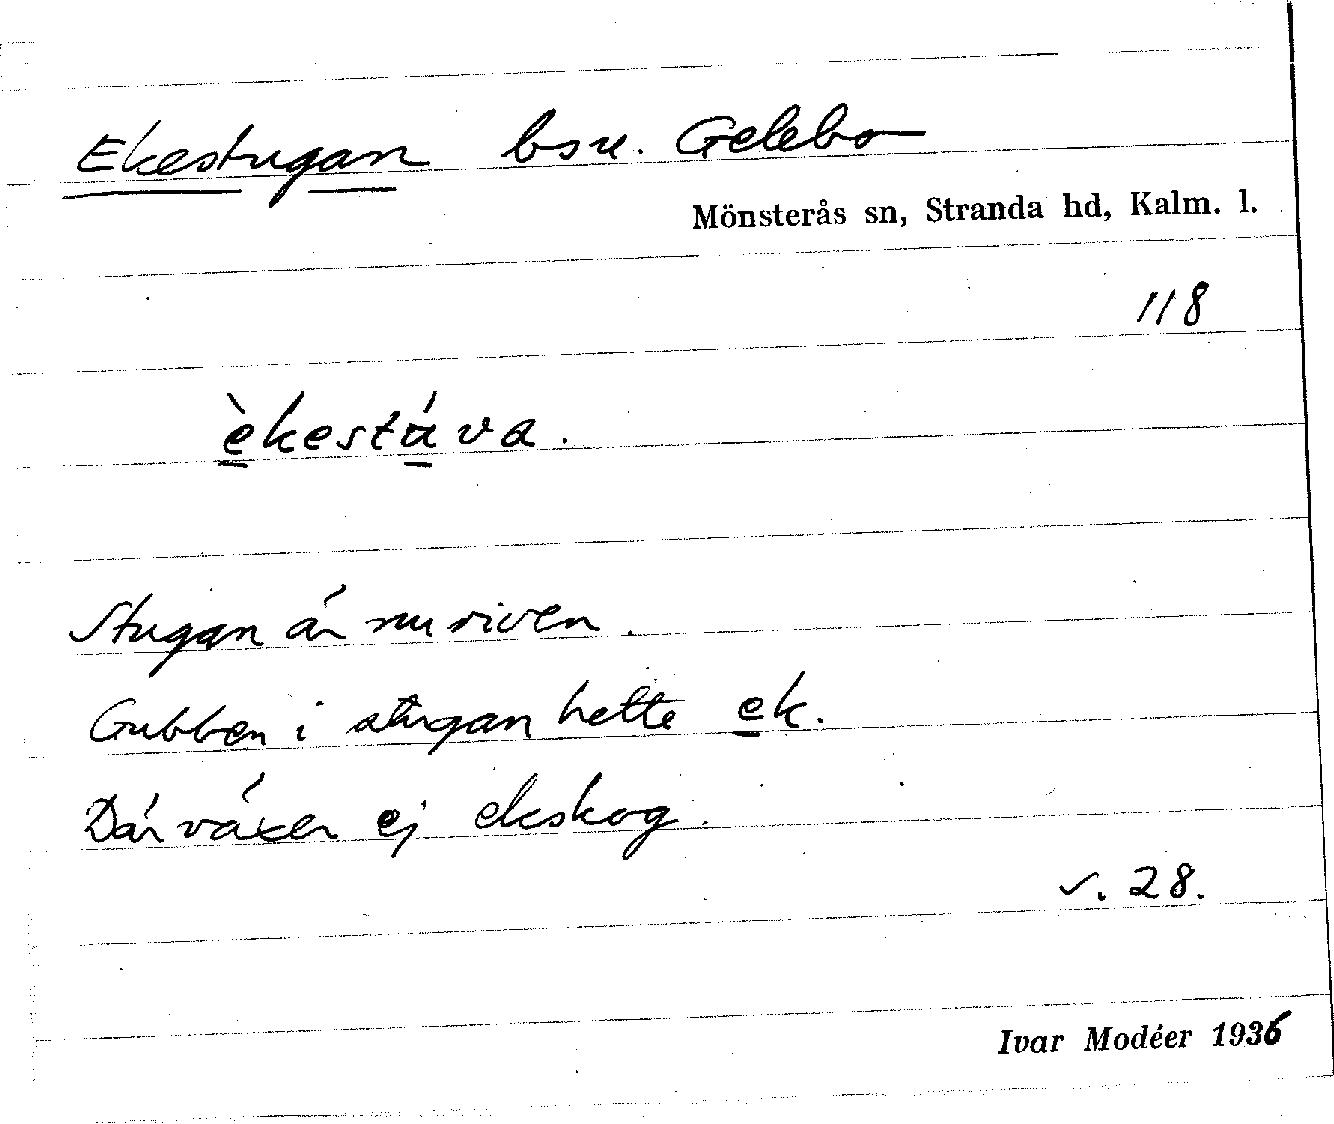 Ekestugan bsn. Gelebo
Mönsterås sn, Stranda hd, Kalm. l.
118
èkestáva.
Stugan är nu riven.
Gubben i stugan hette ek.
Där växer ej ekskog.
v. 28.
Ivar Modéer 1936